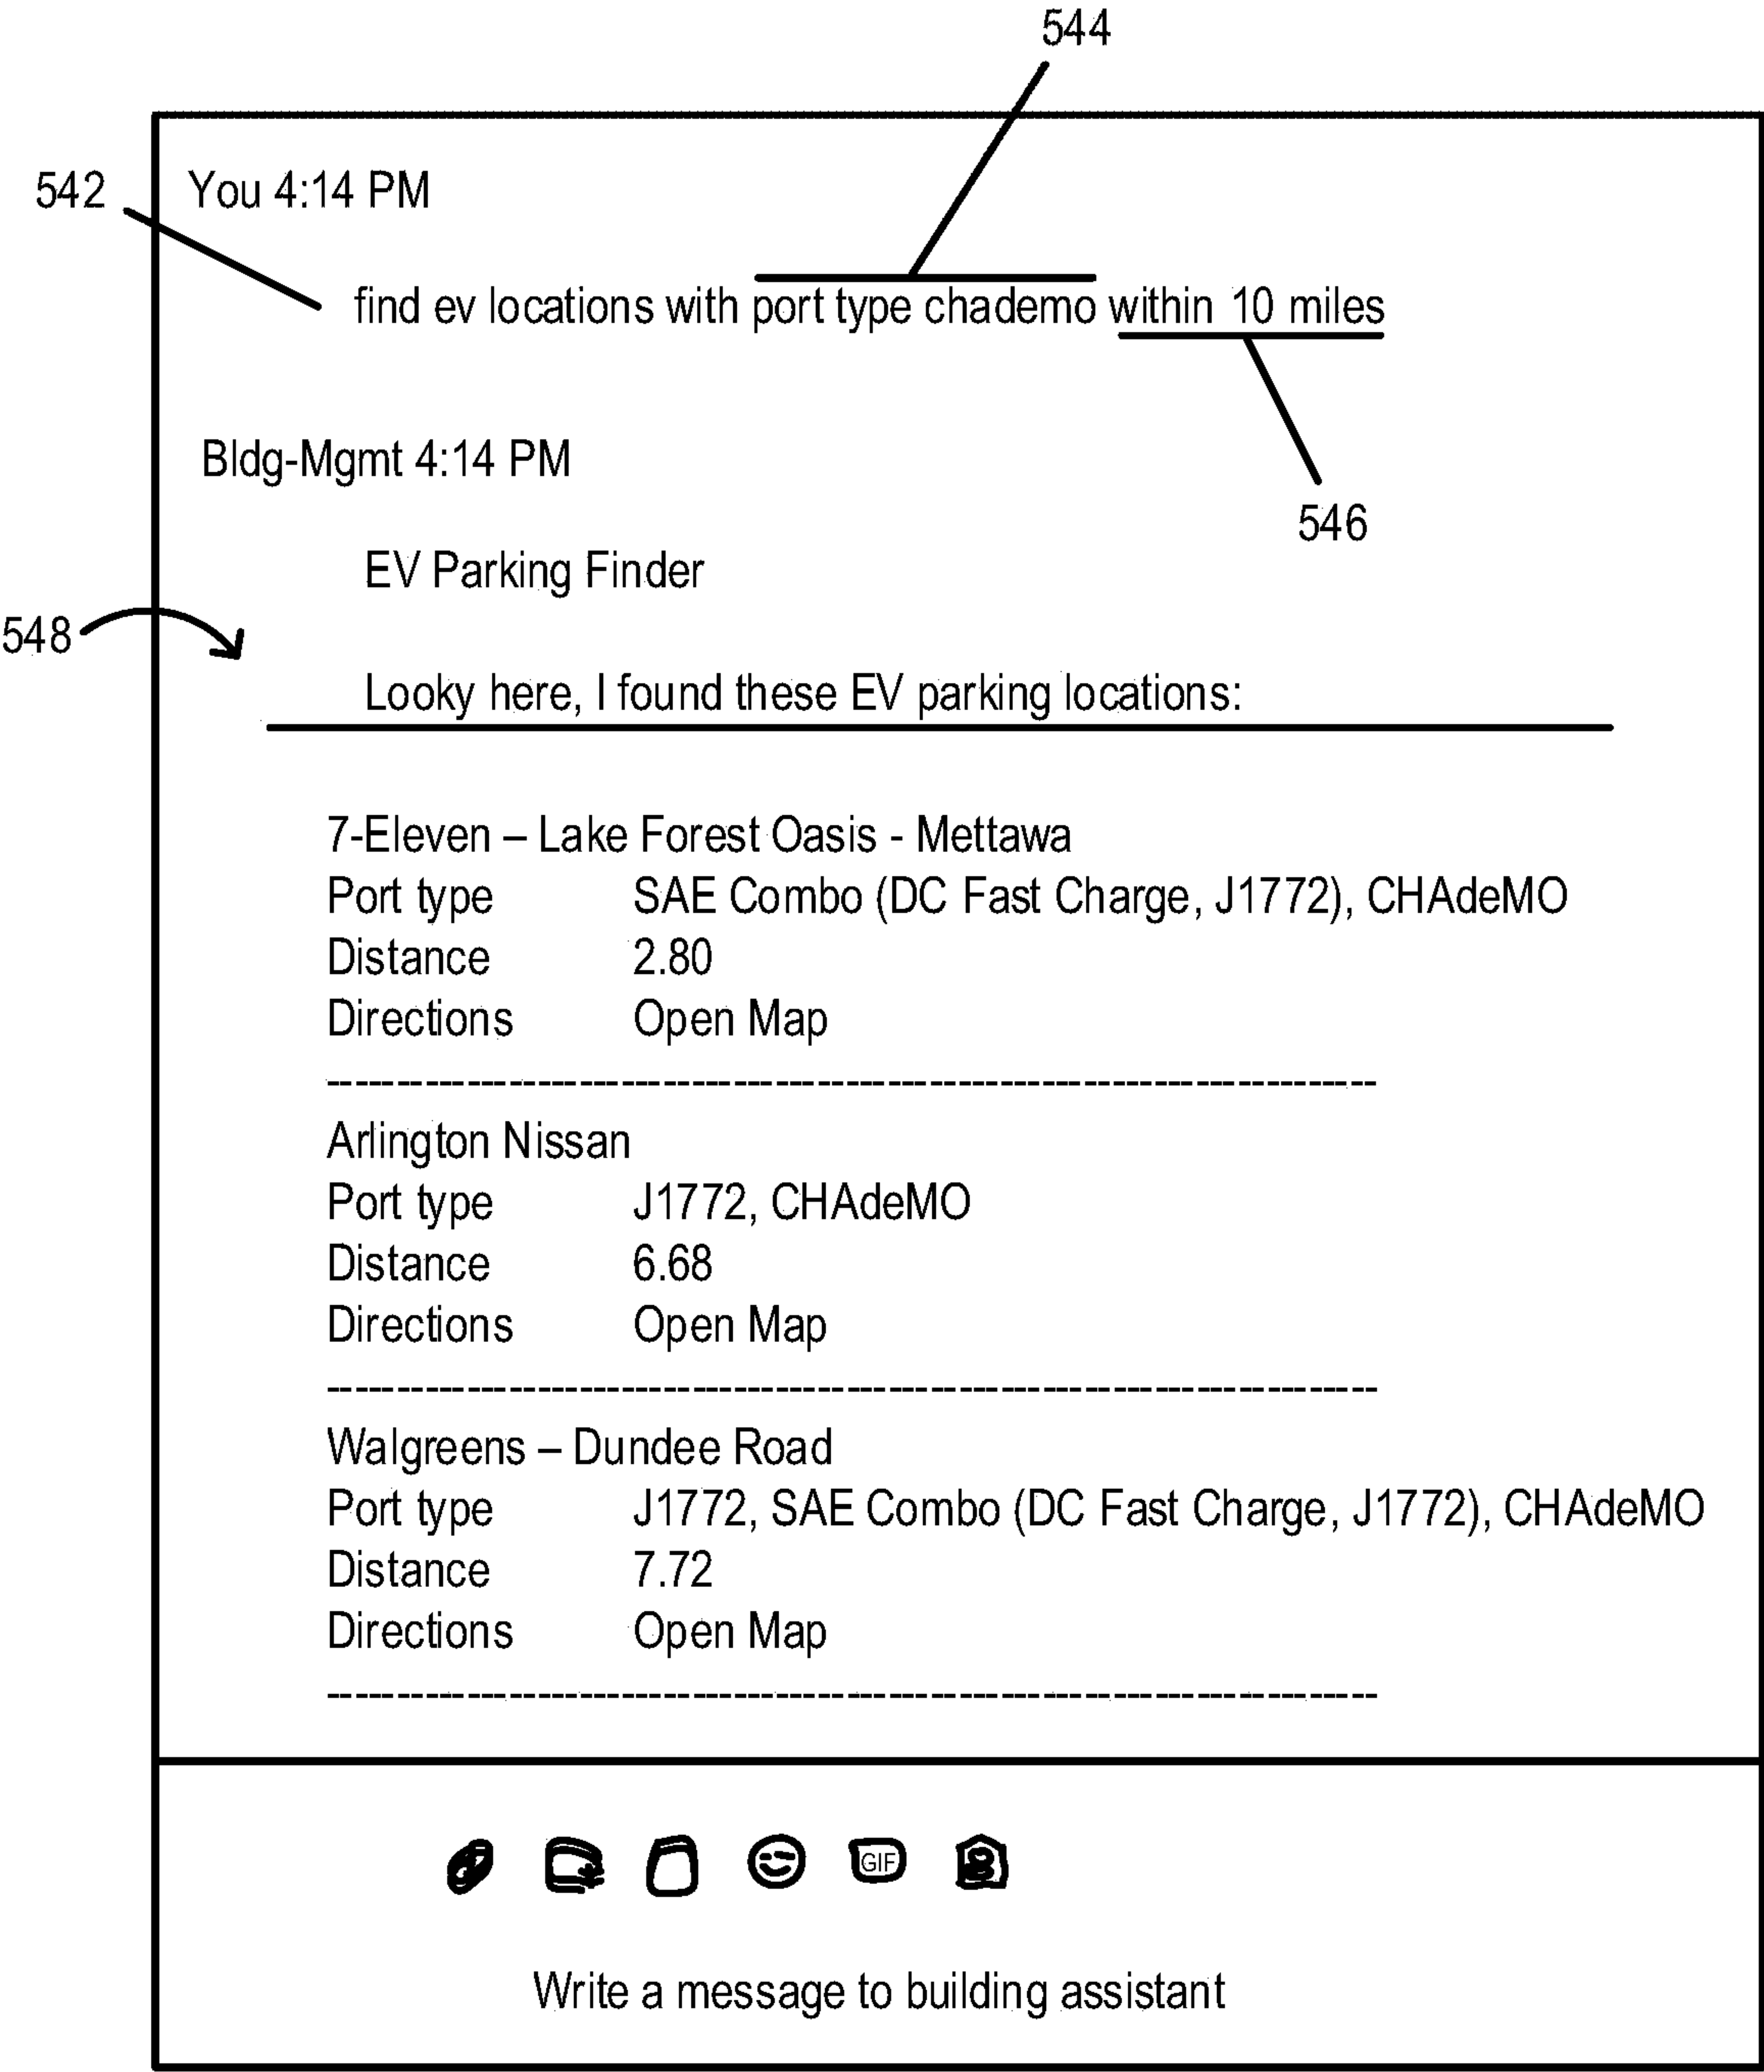 544
542
You 4:14 PM
find ev locations with port type chademo within 10 miles
Bldg-Mgmt 4:14 PM
546
EV Parking Finder
548
Looky here, I found these EV parking locations:
7-Eleven – Lake Forest Oasis - Mettawa
Port type SAE Combo (DC Fast Charge, J1772), CHAdeMO
Distance 2.80
Directions Open Map
---------------------------------------------------------------------------
Arlington Nissan
Port type J1772, CHAdeMO
Distance 6.68
Directions Open Map
---------------------------------------------------------------------------
Walgreens – Dundee Road
Port type J1772, SAE Combo (DC Fast Charge, J1772), CHAdeMO
Distance 7.72
Directions Open Map
---------------------------------------------------------------------------
GIF
Write a message to building assistant